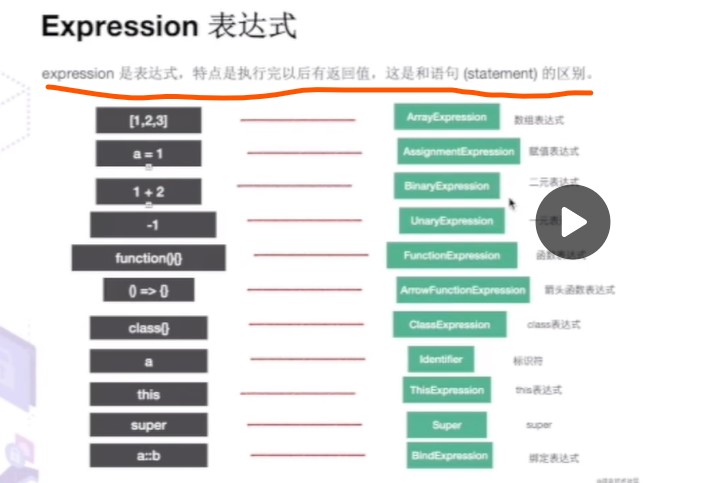 Expression 表达式
expression 是表达式，特点是执行完以后有返回值，这是和语句 (statement) 的区别。
[1,2,3] ArrayExpression 数组表达式
a = 1 AssignmentExpression 赋值表达式
1 + 2 BinaryExpression 二元表达式
-1 UnaryExpression 一元表
function(){} FunctionExpression 函数表达式
() => {} ArrowFunctionExpression 箭头函数表达式
class{} ClassExpression class表达式
a Identifier 标识符
this ThisExpression this表达式
super Super super
a::b BindExpression 绑定表达式